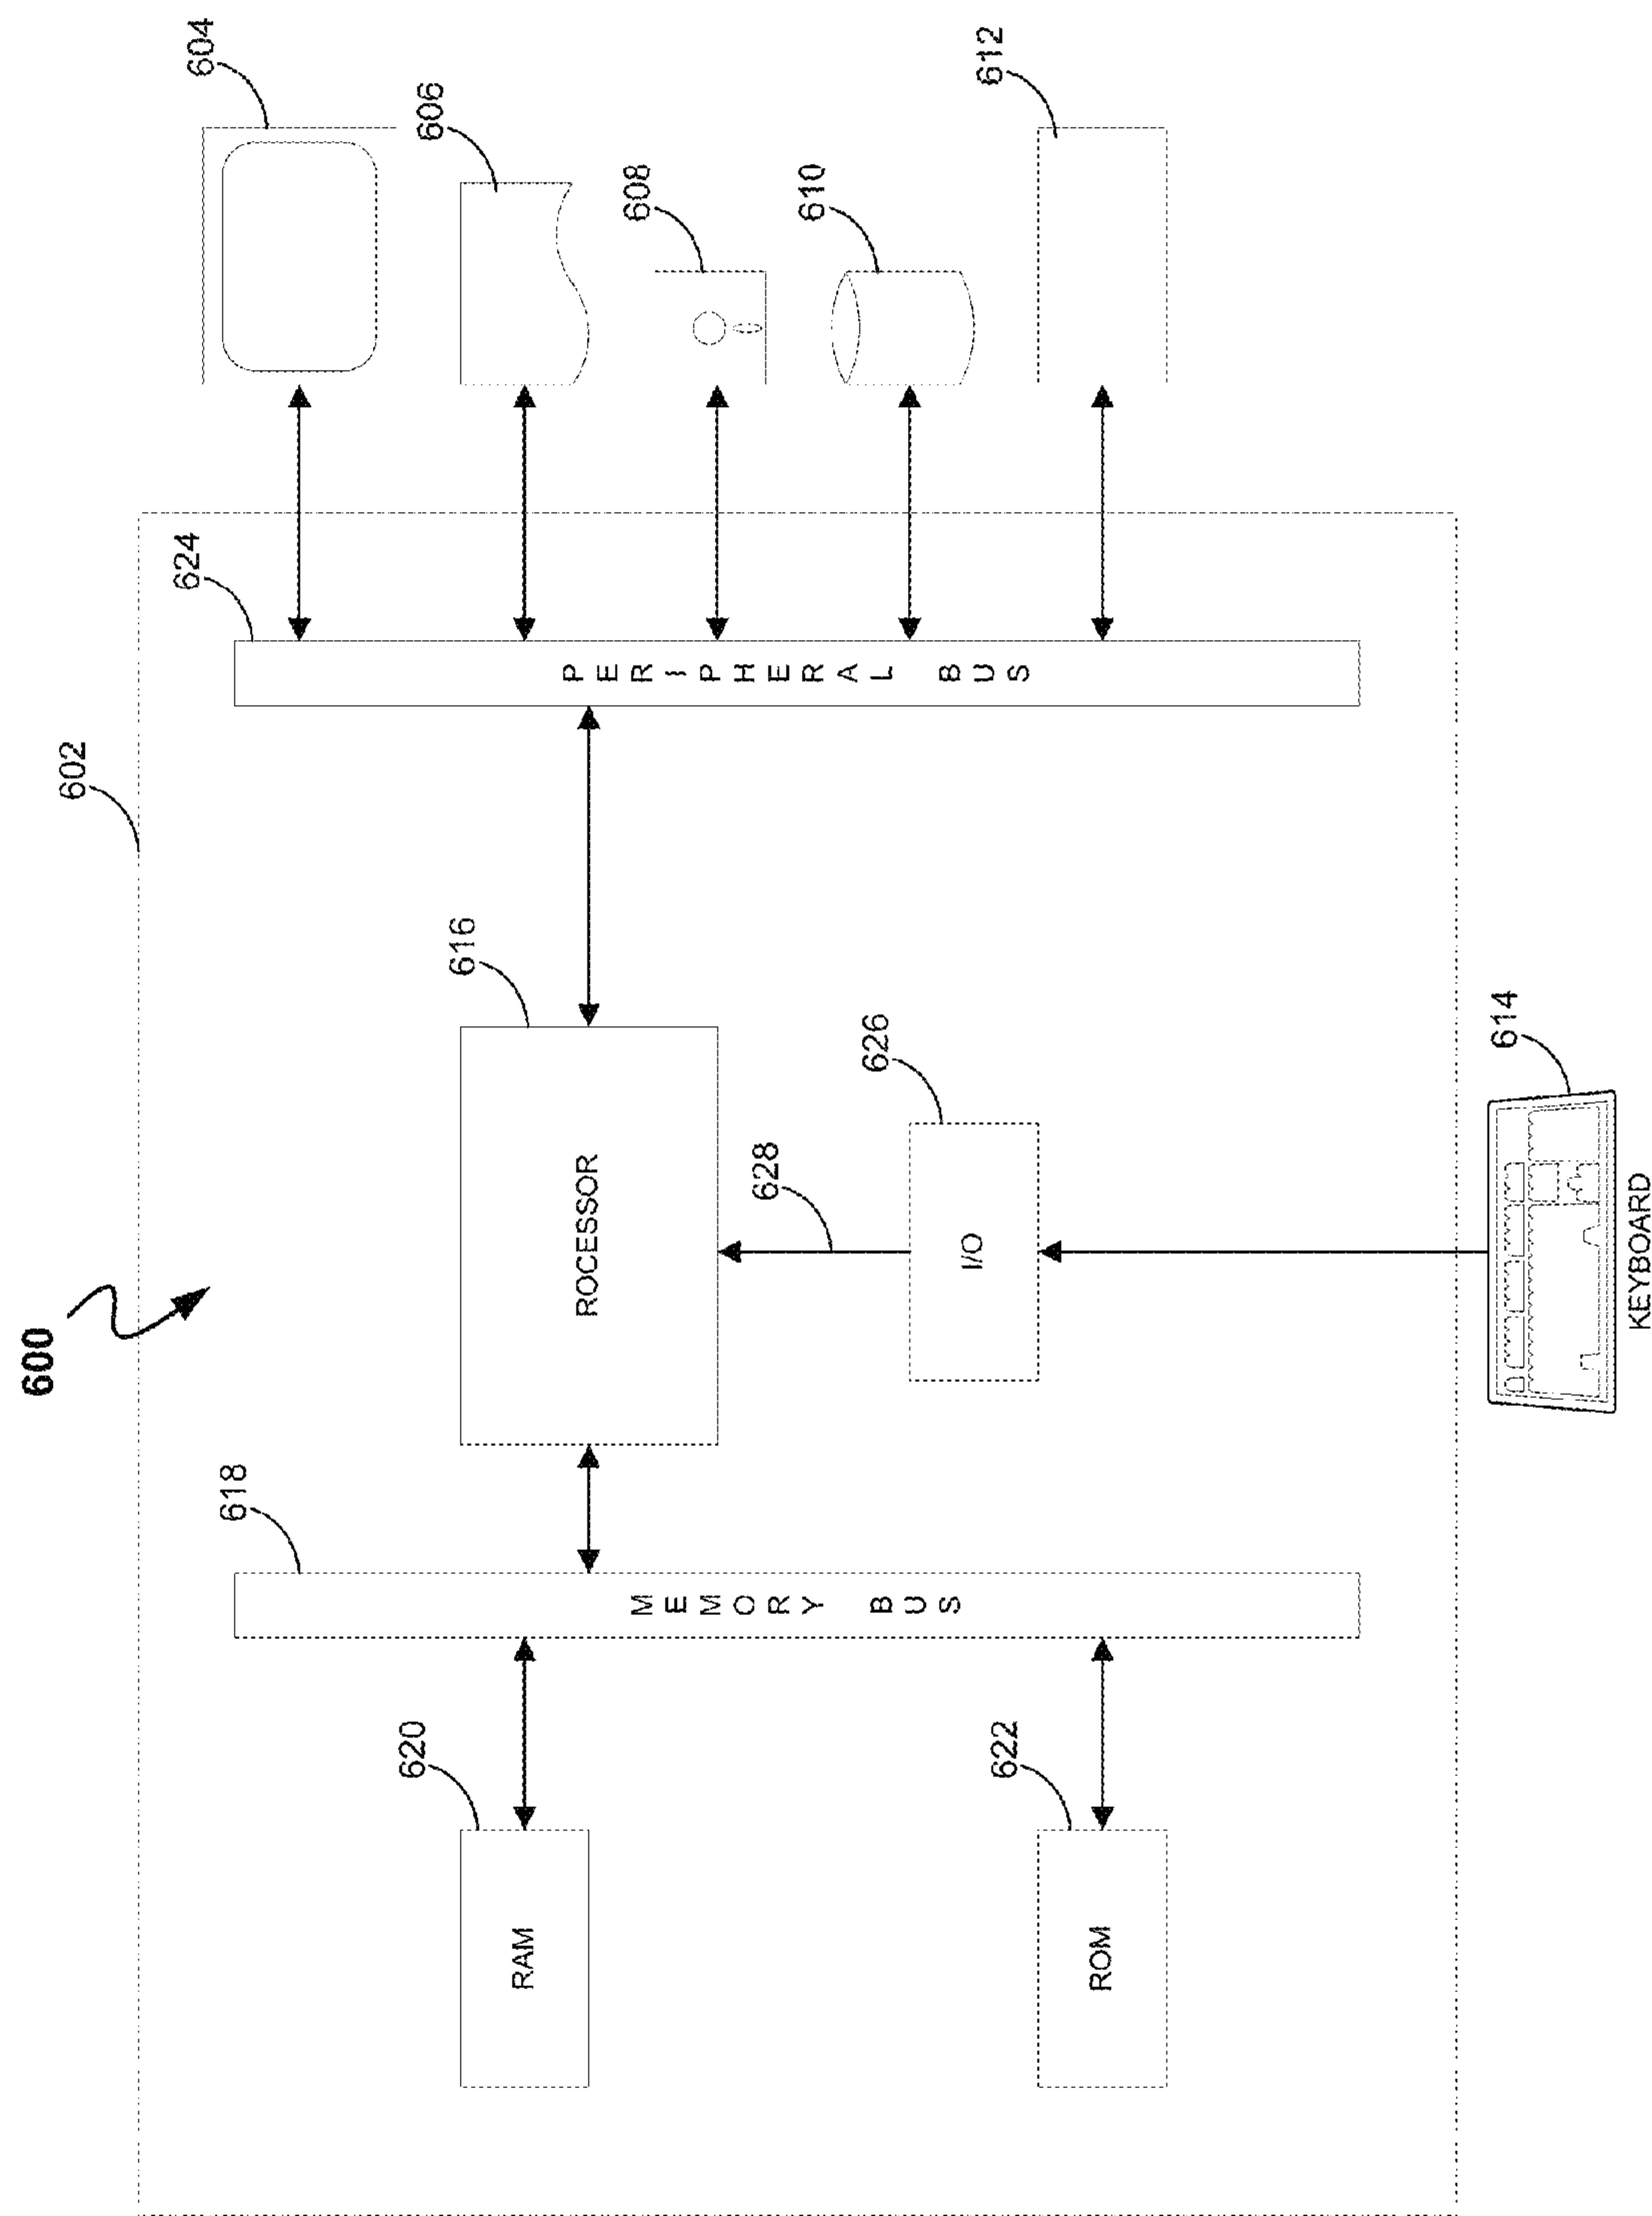 600
602
604
606
608
610
612
624
PERIPHERAL BUS
616
ROCESSOR
626
I/O
628
614
KEYBOARD
618
MEMORY BUS
620
RAM
622
ROM